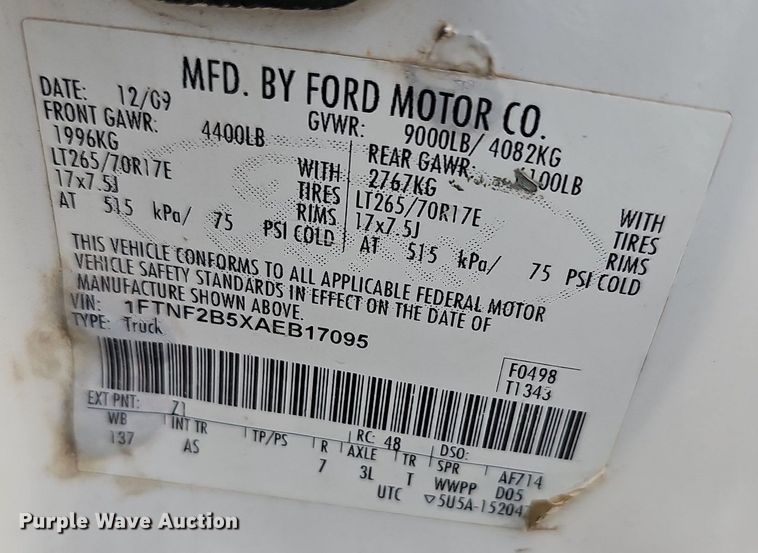 MFD. BY FORD MOTOR CO.
DATE: 12/09 GVWR: 9000LB/ 4082KG
FRONT GAWR: 4400LB REAR GAWR: 100LB
1996KG WITH 2767KG WITH
LT265/70R17E TIRES LT265/70R17E TIRES
17x7.5J RIMS 17x7.5J RIMS
AT 515 kPa/ 75 PSI COLD AT 515 kPa/ 75 PSI COLD
THIS VEHICLE CONFORMS TO ALL APPLICABLE FEDERAL MOTOR
VEHICLE SAFETY STANDARDS IN EFFECT ON THE DATE OF
MANUFACTURE SHOWN ABOVE.
VIN: 1FTNF2B5XAEB17095
TYPE: Truck
F0498
T1343
EXT PNT: Z1 RC: 48 DSO:
WB INT TR TP/PS R AXLE TR SPR AF714
137 AS 7 3L T WWPP D05
UTC ▽5U5A-15204
Purple Wave Auction